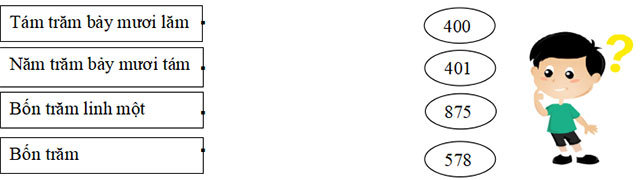 Tám trăm bảy mươi lăm 400
Năm trăm bảy mươi tám 401
Bốn trăm linh một 875
Bốn trăm 578
?